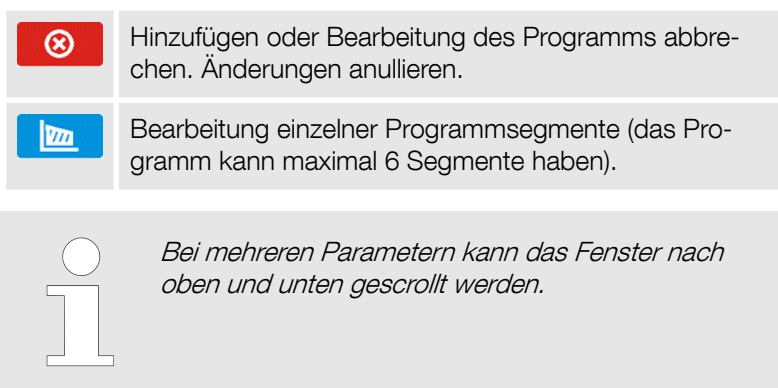 Hinzufügen oder Bearbeitung des Programms abbre-
chen. Änderungen anullieren.
Bearbeitung einzelner Programmsegmente (das Pro-
gramm kann maximal 6 Segmente haben).
Bei mehreren Parametern kann das Fenster nach
oben und unten gescrollt werden.